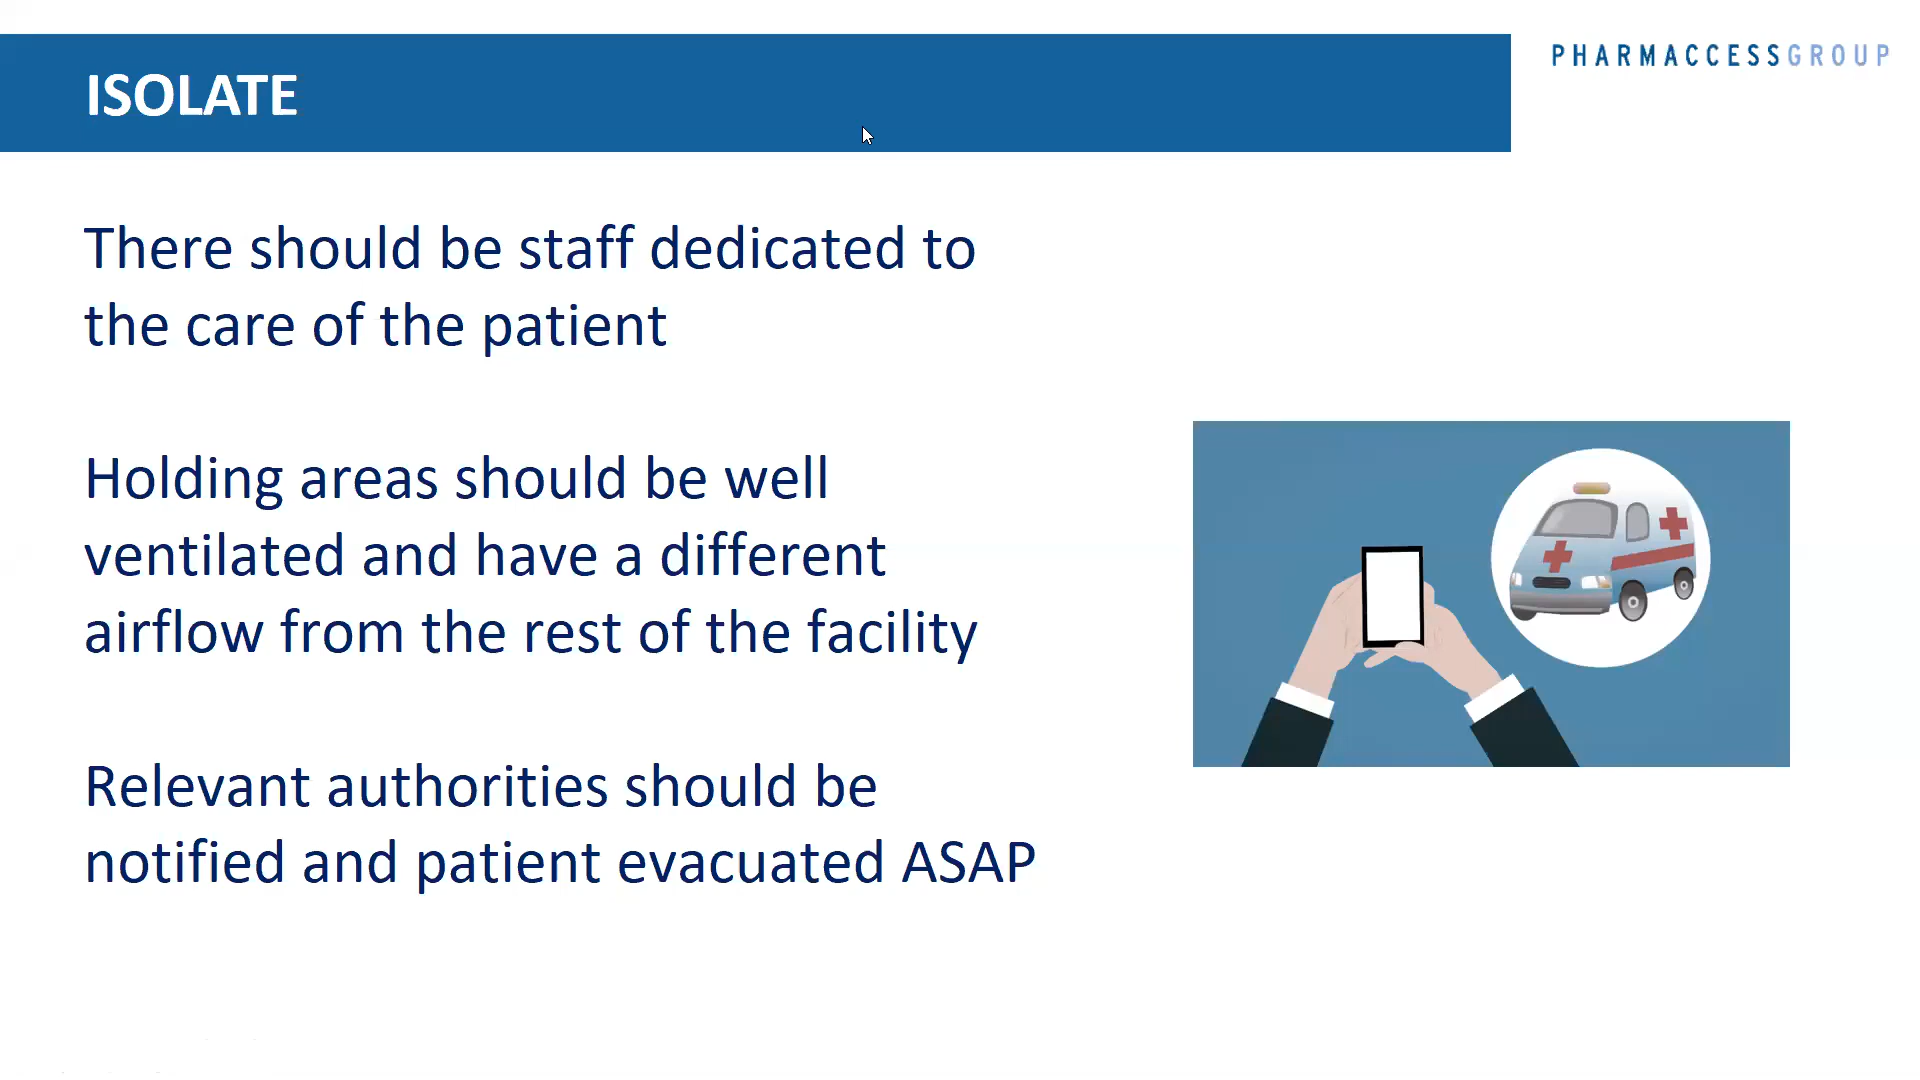 ISOLATE
PHARMACCESSGROUP
There should be staff dedicated to
the care of the patient
Holding areas should be well
ventilated and have a different
airflow from the rest of the facility
Relevant authorities should be
notified and patient evacuated ASAP